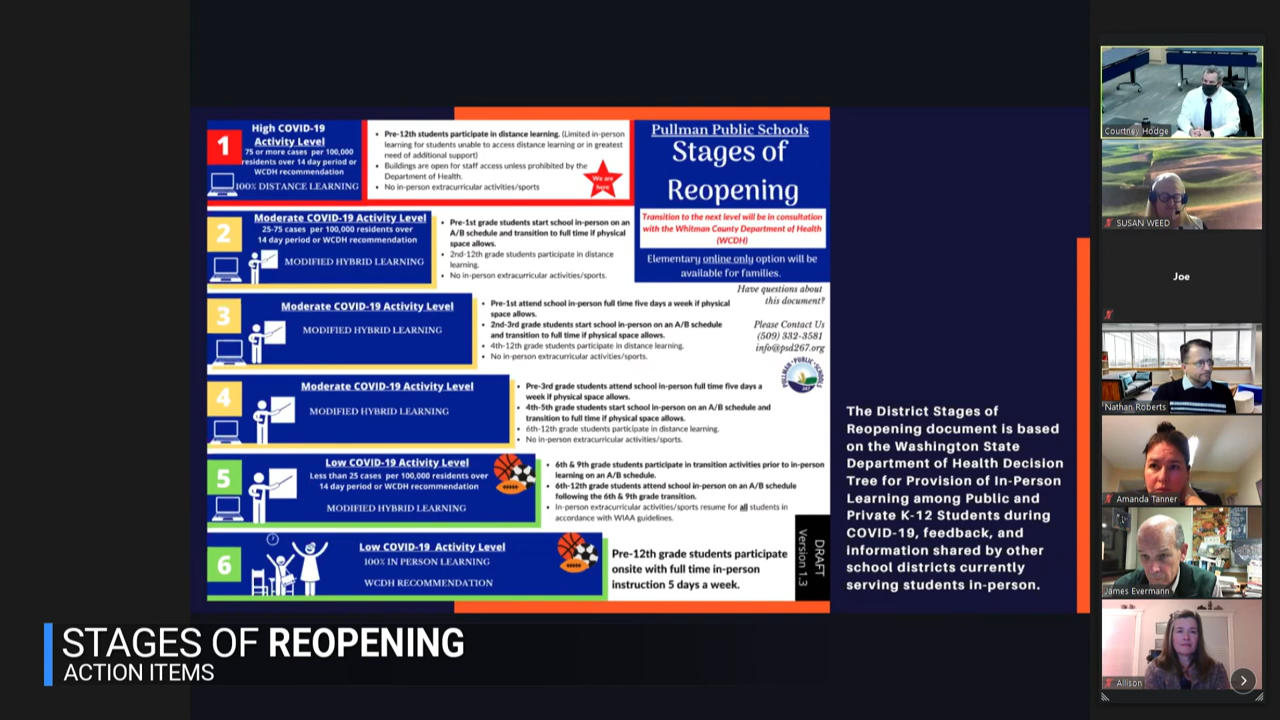 1
High COVID-19
Activity Level
75 or more cases per 100,000
residents over 14 day period or
WCDH recommendation
100% DISTANCE LEARNING
• Pre-12th students participate in distance learning. (Limited in-person
learning for students unable to access distance learning or in greatest
need of additional support)
• Buildings are open for staff access unless prohibited by the
Department of Health.
• No in-person extracurricular activities/sports
We are
here
Pullman Public Schools
Stages of
Reopening
Transition to the next level will be in consultation
with the Whitman County Department of Health
(WCDH)
Elementary online only option will be
available for families.
2
Moderate COVID-19 Activity Level
25-75 cases per 100,000 residents over
14 day period or WCDH recommendation
MODIFIED HYBRID LEARNING
• Pre-1st grade students start school in-person on an
A/B schedule and transition to full time if physical
space allows.
• 2nd-12th grade students participate in distance
learning.
• No in-person extracurricular activities/sports.
Have questions about
this document?
Please Contact Us
(509) 332-3581
info@psd267.org
PULLMAN PUBLIC SCHOOLS
3
Moderate COVID-19 Activity Level
MODIFIED HYBRID LEARNING
• Pre-1st attend school in-person full time five days a week if physical
space allows.
• 2nd-3rd grade students start school in-person on an A/B schedule
and transition to full time if physical space allows.
• 4th-12th grade students participate in distance learning.
• No in-person extracurricular activities/sports.
4
Moderate COVID-19 Activity Level
MODIFIED HYBRID LEARNING
• Pre-3rd grade students attend school in-person full time five days a
week if physical space allows.
• 4th-5th grade students start school in-person on an A/B schedule and
transition to full time if physical space allows.
• 6th-12th grade students participate in distance learning.
• No in-person extracurricular activities/sports.
5
Low COVID-19 Activity Level
Less than 25 cases per 100,000 residents over
14 day period or WCDH recommendation
MODIFIED HYBRID LEARNING
• 6th & 9th grade students participate in transition activities prior to in-person
learning on an A/B schedule.
• 6th-12th grade students attend school in-person on an A/B schedule
following the 6th & 9th grade transition.
• In-person extracurricular activities/sports resume for all students in
accordance with WIAA guidelines.
6
Low COVID-19 Activity Level
100% IN PERSON LEARNING
WCDH RECOMMENDATION
Pre-12th grade students participate
onsite with full time in-person
instruction 5 days a week.
DRAFT
Version 1.3
The District Stages of
Reopening document is based
on the Washington State
Department of Health Decision
Tree for Provision of In-Person
Learning among Public and
Private K-12 Students during
COVID-19, feedback, and
information shared by other
school districts currently
serving students in-person.
STAGES OF REOPENING
ACTION ITEMS
Courtney Hodge
SUSAN WEED
Joe
Nathan Roberts
Amanda Tanner
James Evermann
Allison